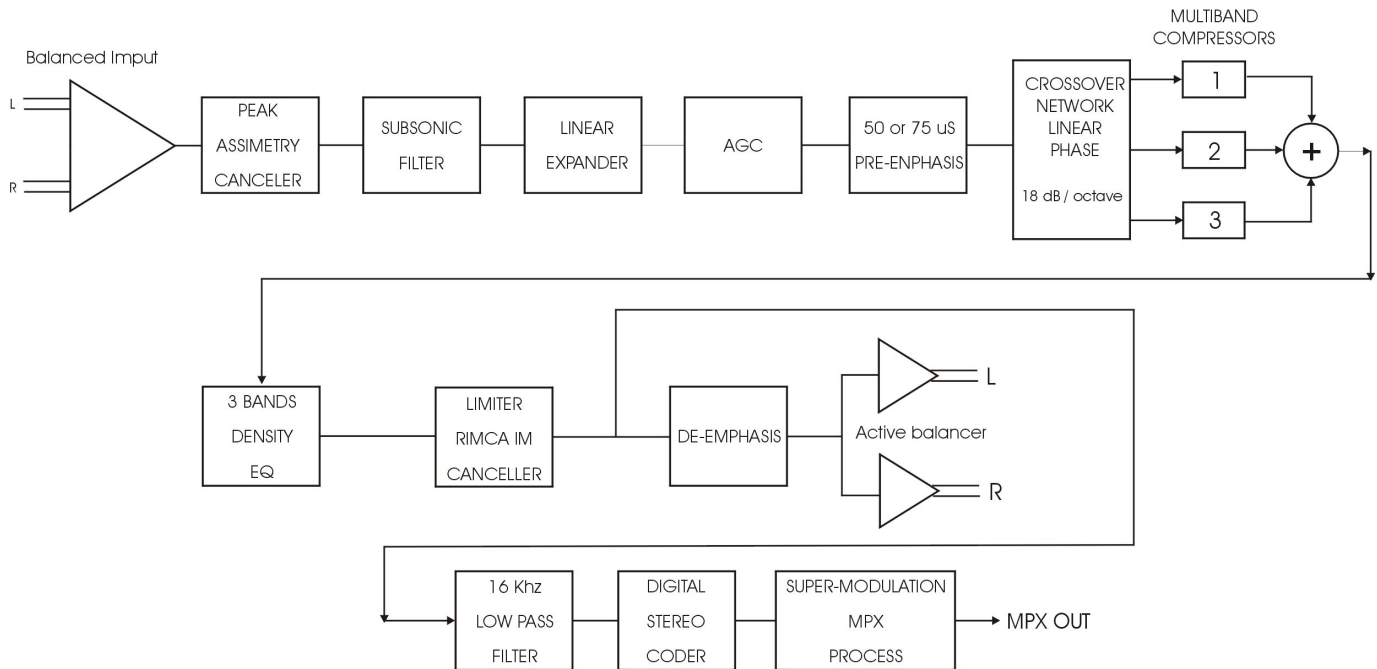 MULTIBAND
COMPRESSORS
Balanced Imput
L
R
PEAK
ASSIMETRY
CANCELER
SUBSONIC
FILTER
LINEAR
EXPANDER
AGC
50 or 75 uS
PRE-ENPHASIS
CROSSOVER
NETWORK
LINEAR
PHASE
18 dB / octave
1
2
3
+
3 BANDS
DENSITY
EQ
LIMITER
RIMCA IM
CANCELLER
DE-EMPHASIS
L
Active balancer
R
16 Khz
LOW PASS
FILTER
DIGITAL
STEREO
CODER
SUPER-MODULATION
MPX
PROCESS
MPX OUT